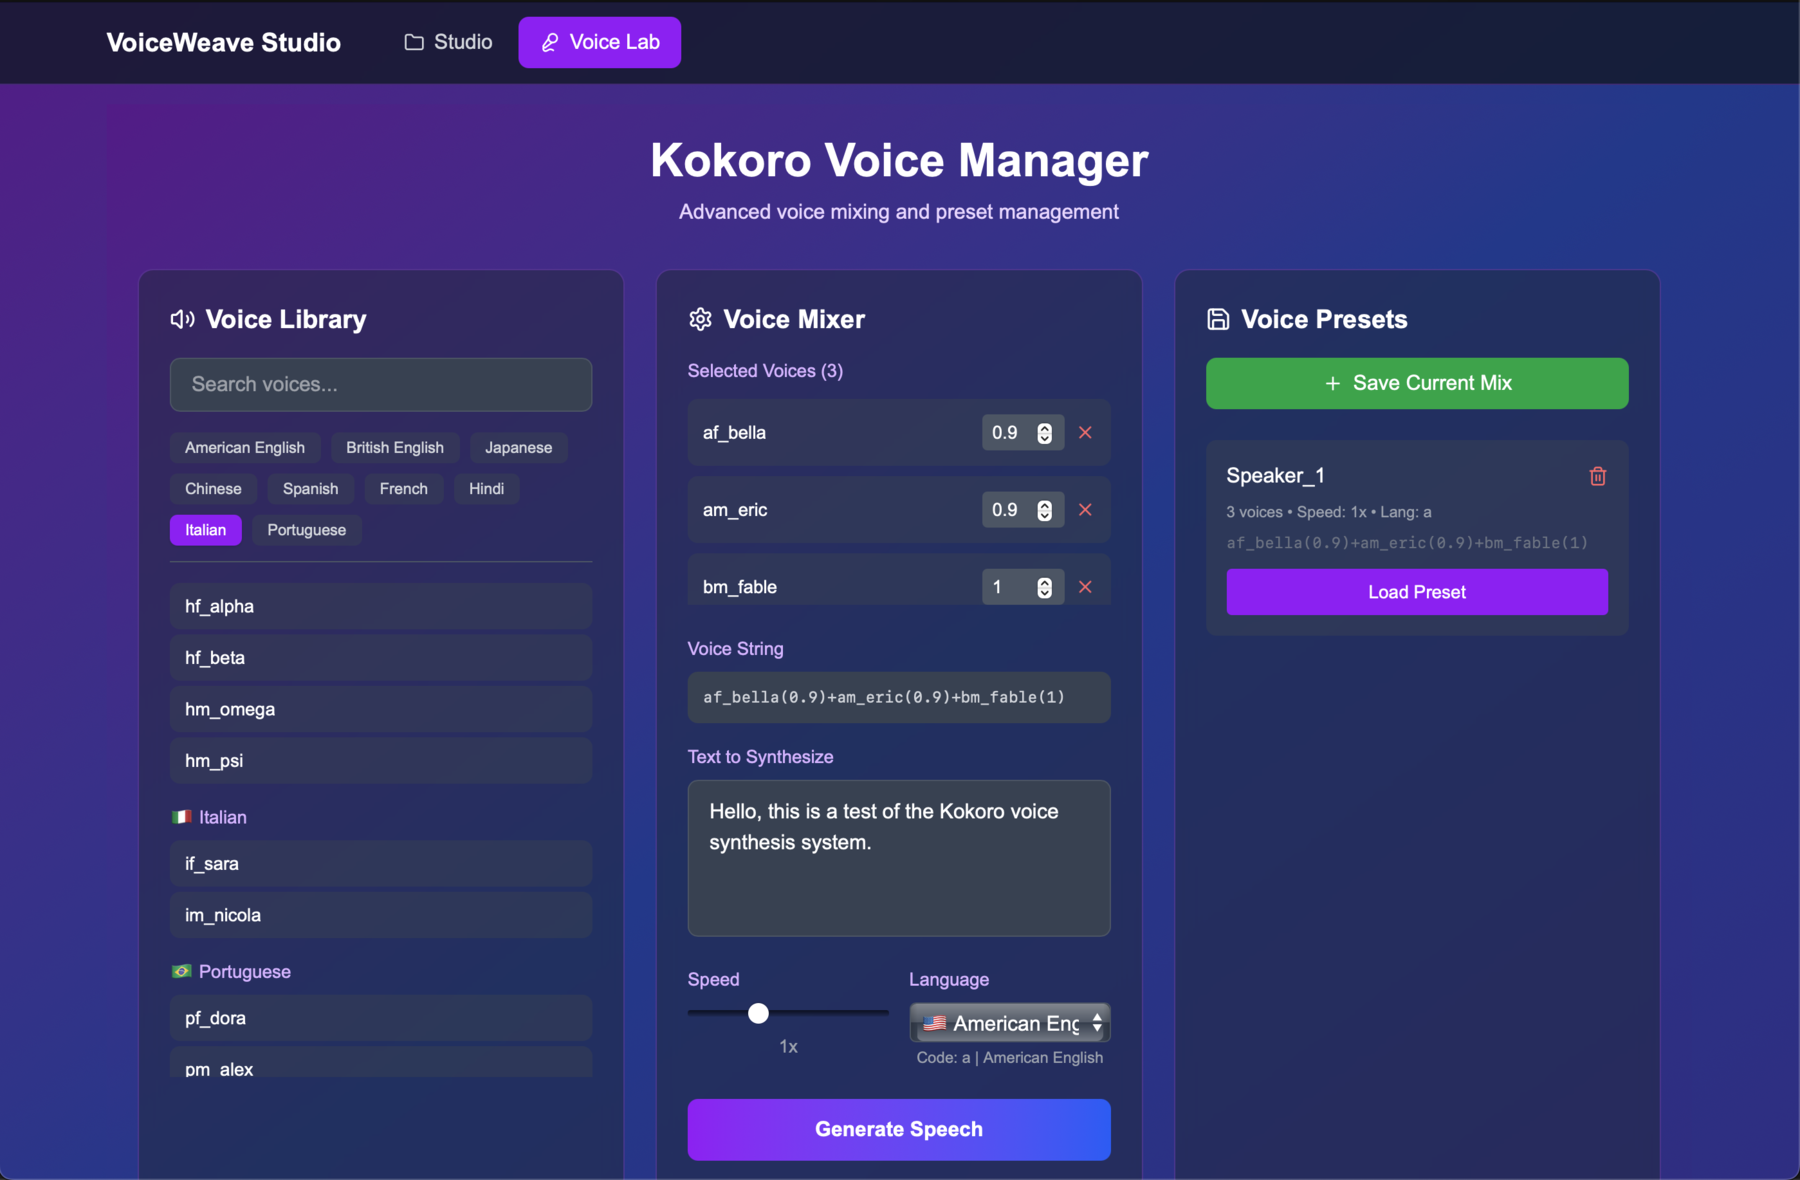 VoiceWeave Studio
Studio
Voice Lab
Kokoro Voice Manager
Advanced voice mixing and preset management
Voice Library
Search voices...
American English
British English
Japanese
Chinese
Spanish
French
Hindi
Italian
Portuguese
hf_alpha
hf_beta
hm_omega
hm_psi
Italian
if_sara
im_nicola
Portuguese
pf_dora
pm_alex
Voice Mixer
Selected Voices (3)
af_bella 0.9
am_eric 0.9
bm_fable 1
Voice String
af_bella(0.9)+am_eric(0.9)+bm_fable(1)
Text to Synthesize
Hello, this is a test of the Kokoro voice
synthesis system.
Speed
1x
Language
American Eng
Code: a | American English
Generate Speech
Voice Presets
+ Save Current Mix
Speaker_1
3 voices • Speed: 1x • Lang: a
af_bella(0.9)+am_eric(0.9)+bm_fable(1)
Load Preset